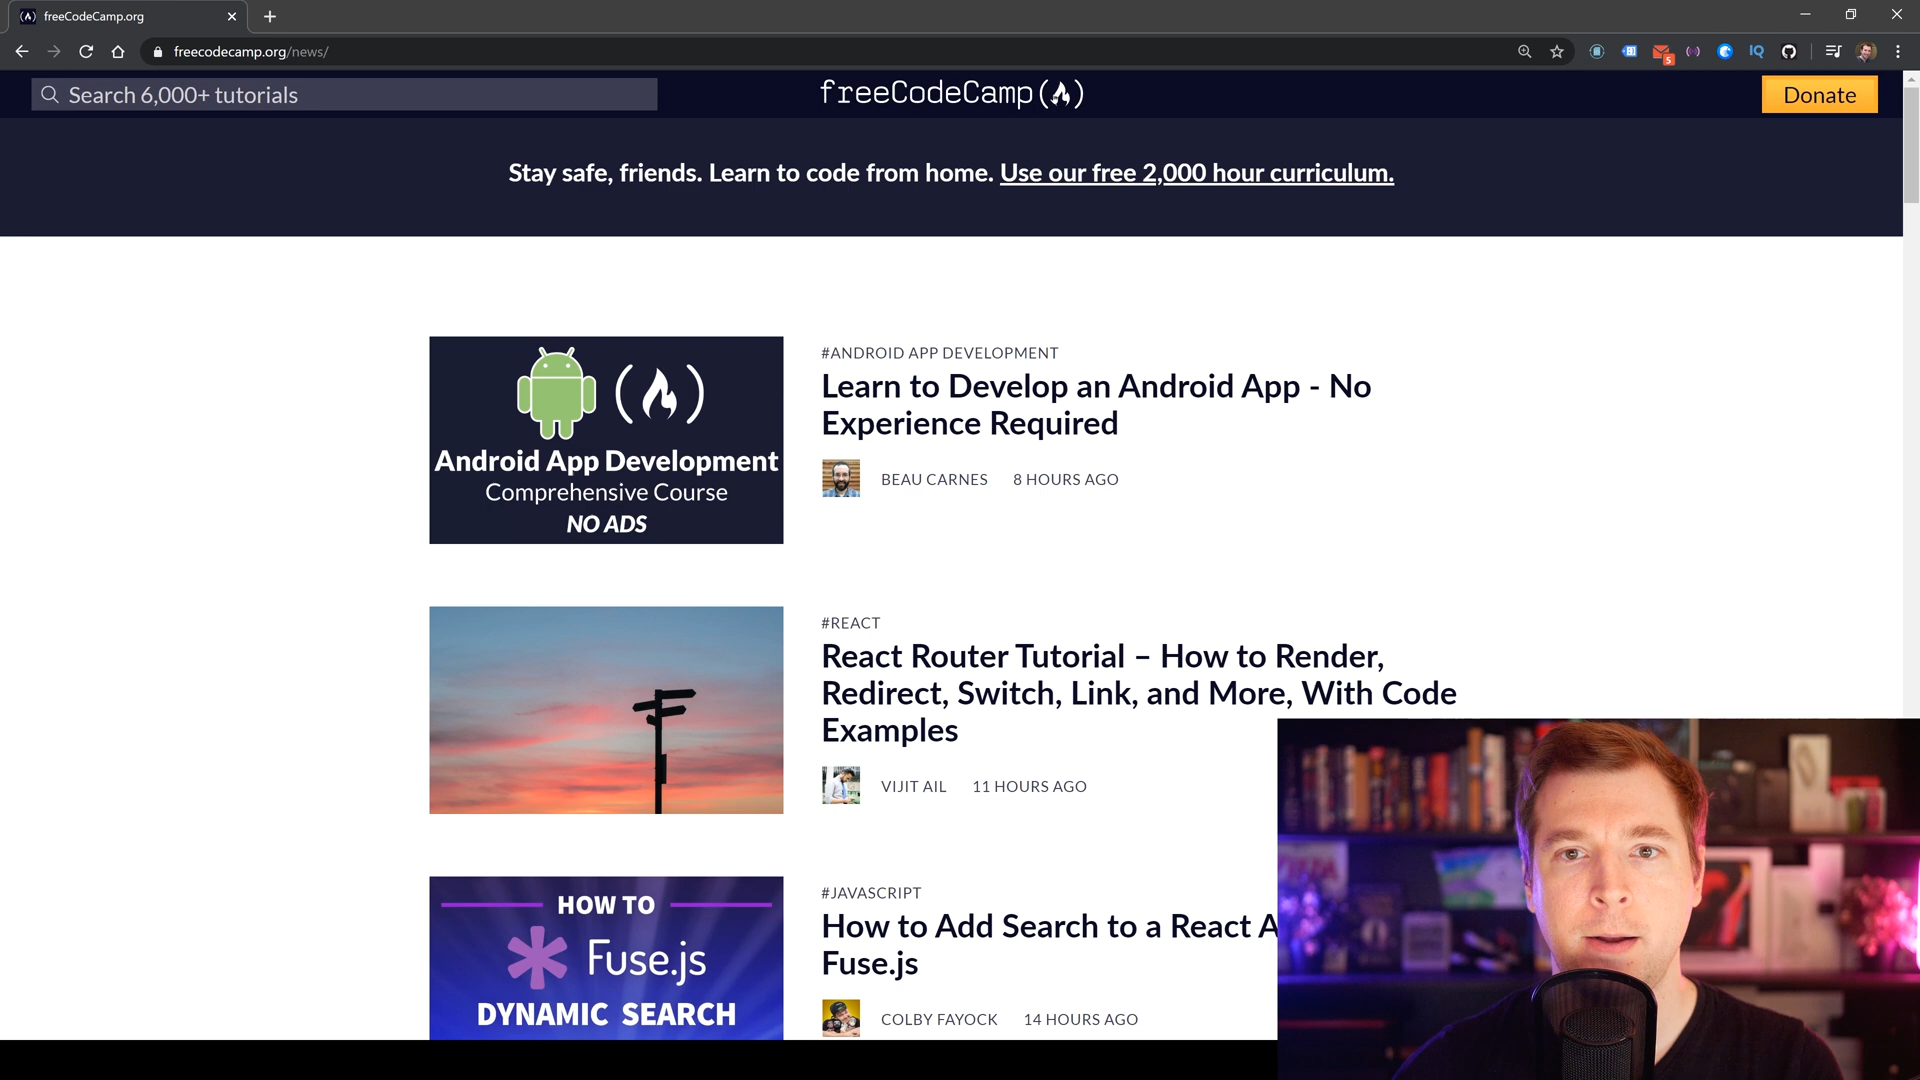 freeCodeCamp.org
freecodecamp.org/news/
5
IQ
Search 6,000+ tutorials
freeCodeCamp
Donate
Stay safe, friends. Learn to code from home. Use our free 2,000 hour curriculum.
Android App Development
Comprehensive Course
NO ADS
#ANDROID APP DEVELOPMENT
Learn to Develop an Android App - No
Experience Required
BEAU CARNES 8 HOURS AGO
#REACT
React Router Tutorial – How to Render,
Redirect, Switch, Link, and More, With Code
Examples
VIJIT AIL 11 HOURS AGO
HOW TO
Fuse.js
DYNAMIC SEARCH
#JAVASCRIPT
How to Add Search to a React A
Fuse.js
COLBY FAYOCK 14 HOURS AGO